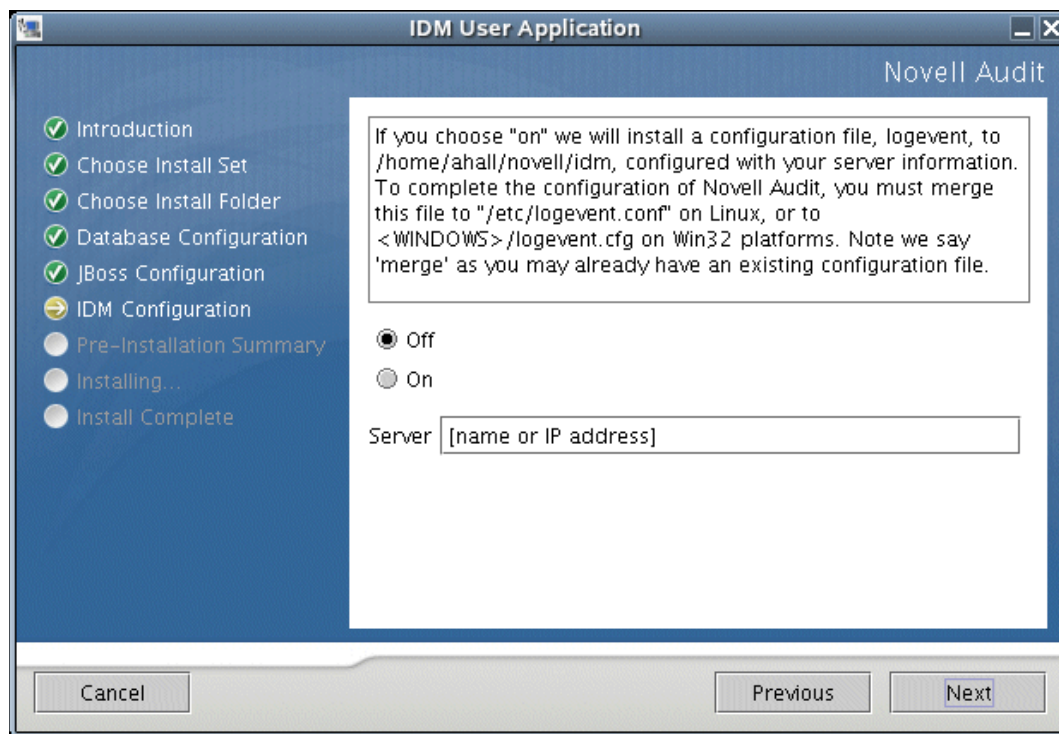 IDM User Application
Novell Audit
Introduction
Choose Install Set
Choose Install Folder
Database Configuration
JBoss Configuration
IDM Configuration
Pre-Installation Summary
Installing...
Install Complete
If you choose "on" we will install a configuration file, logevent, to
/home/ahall/novell/idm, configured with your server information.
To complete the configuration of Novell Audit, you must merge
this file to "/etc/logevent.conf" on Linux, or to
<WINDOWS>/logevent.cfg on Win32 platforms. Note we say
'merge' as you may already have an existing configuration file.
Off
On
Server [name or IP address]
Cancel Previous Next